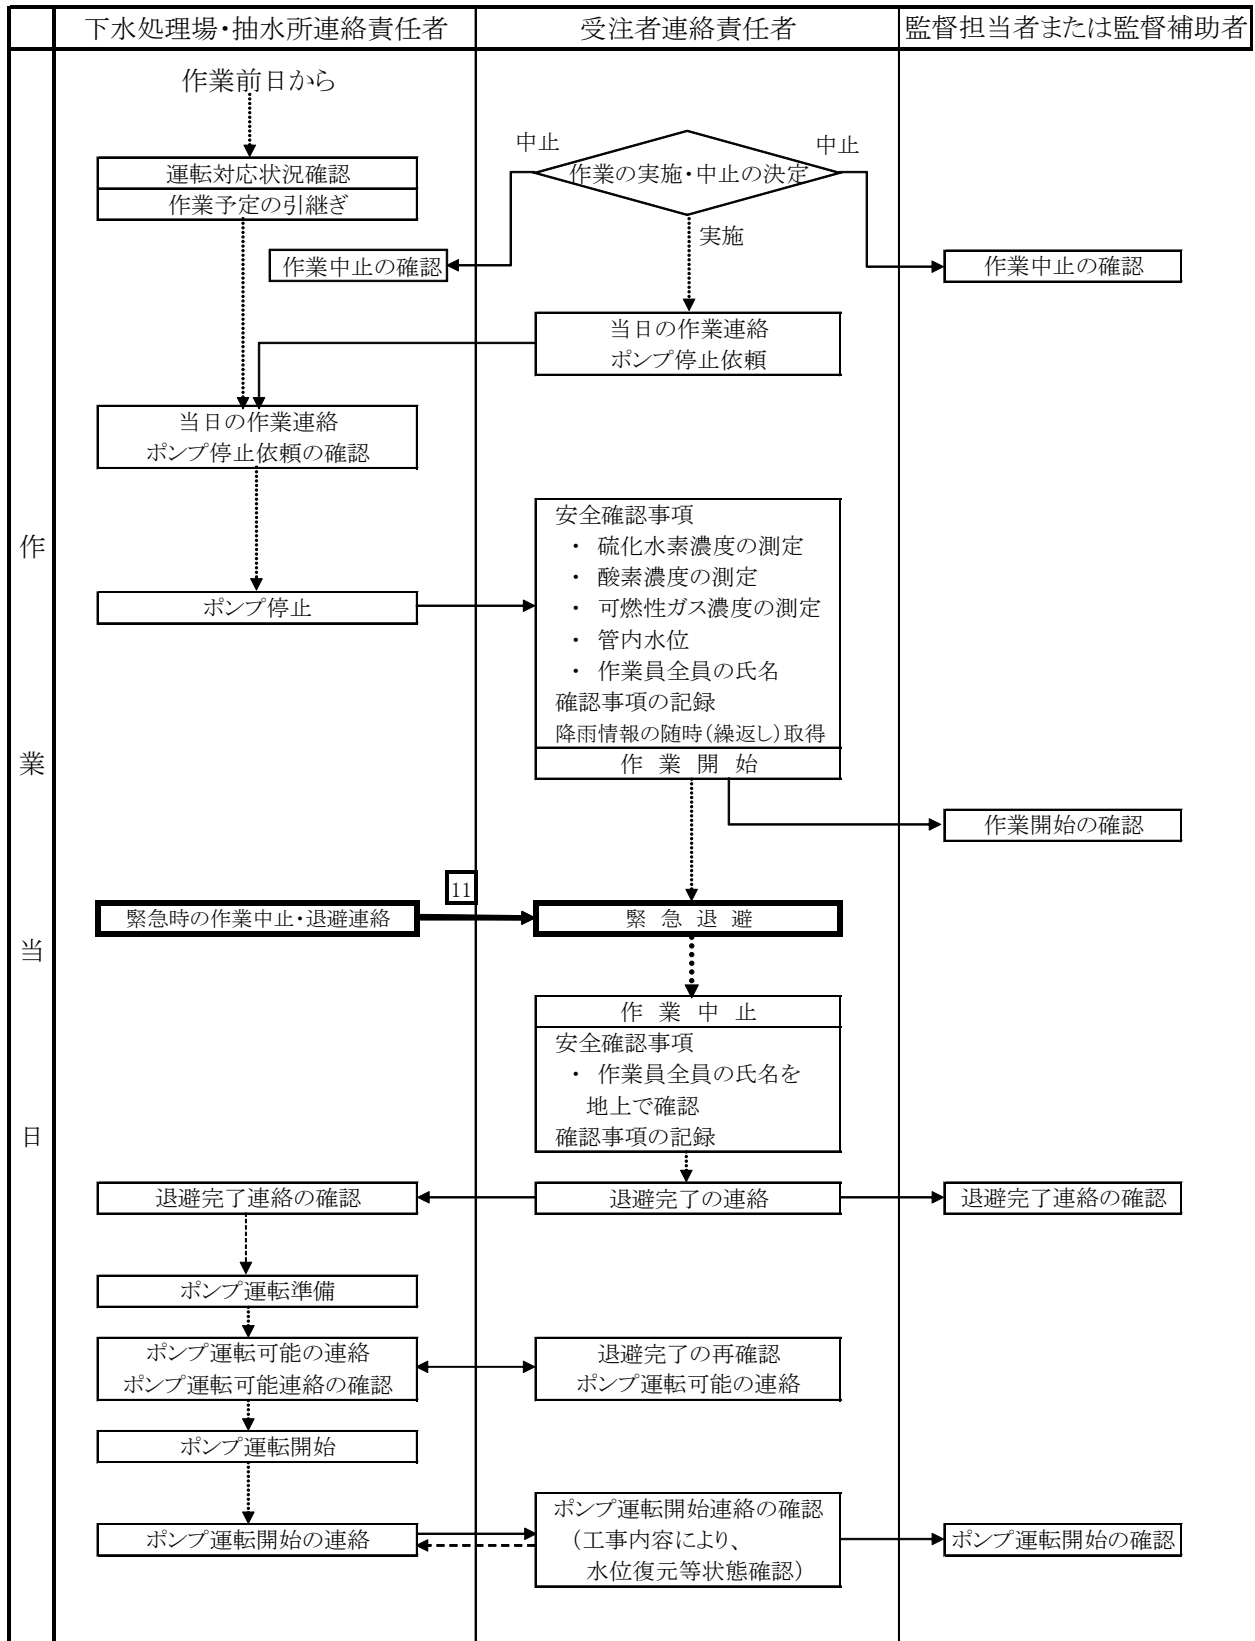 下水処理場・抽水所連絡責任者
受注者連絡責任者
監督担当者または監督補助者
作業当日
作業前日から
中止
中止
作業の実施・中止の決定
運転対応状況確認
作業予定の引継ぎ
実施
作業中止の確認
作業中止の確認
当日の作業連絡
ポンプ停止依頼
当日の作業連絡
ポンプ停止依頼の確認
安全確認事項
・ 硫化水素濃度の測定
・ 酸素濃度の測定
・ 可燃性ガス濃度の測定
・ 管内水位
・ 作業員全員の氏名
確認事項の記録
降雨情報の随時(繰返し)取得
作 業 開 始
ポンプ停止
作業開始の確認
11
緊急時の作業中止・退避連絡
緊 急 退 避
作 業 中 止
安全確認事項
・ 作業員全員の氏名を
地上で確認
確認事項の記録
退避完了連絡の確認
退避完了の連絡
退避完了連絡の確認
ポンプ運転準備
ポンプ運転可能の連絡
ポンプ運転可能連絡の確認
退避完了の再確認
ポンプ運転可能の連絡
ポンプ運転開始
ポンプ運転開始の連絡
ポンプ運転開始連絡の確認
(工事内容により、
水位復元等状態確認)
ポンプ運転開始の確認